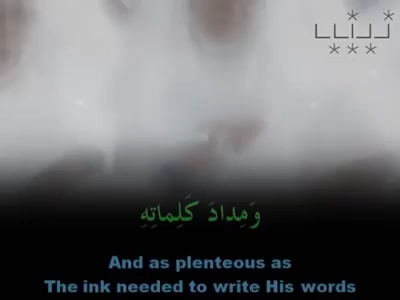 وَمِدادَ كَلِماتِهِ
And as plenteous as
The ink needed to write His words